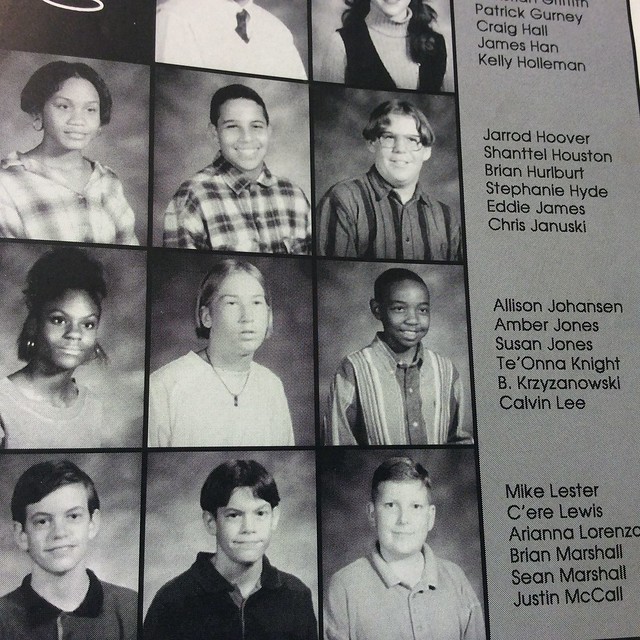 Griffith
Patrick Gurney
Craig Hall
James Han
Kelly Holleman
Jarrod Hoover
Shanttel Houston
Brian Hurlburt
Stephanie Hyde
Eddie James
Chris Januski
Allison Johansen
Amber Jones
Susan Jones
Te'Onna Knight
B. Krzyzanowski
Calvin Lee
Mike Lester
C'ere Lewis
Arianna Lorenzo
Brian Marshall
Sean Marshall
Justin McCall